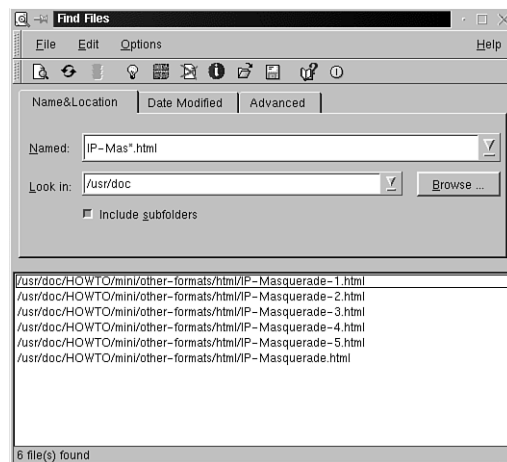 Find Files
File Edit Options Help
Name&Location Date Modified Advanced
Named: IP-Mas*.html
Look in: /usr/doc Browse ...
Include subfolders
/usr/doc/HOWTO/mini/other-formats/html/IP-Masquerade-1.html
/usr/doc/HOWTO/mini/other-formats/html/IP-Masquerade-2.html
/usr/doc/HOWTO/mini/other-formats/html/IP-Masquerade-3.html
/usr/doc/HOWTO/mini/other-formats/html/IP-Masquerade-4.html
/usr/doc/HOWTO/mini/other-formats/html/IP-Masquerade-5.html
/usr/doc/HOWTO/mini/other-formats/html/IP-Masquerade.html
6 file(s) found